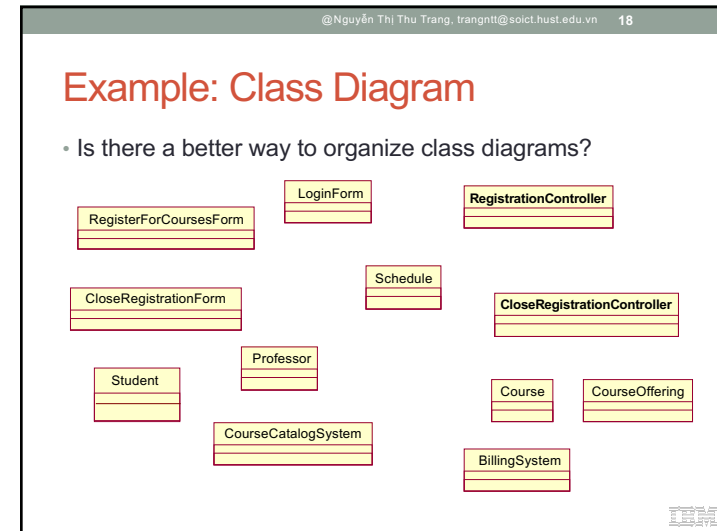 @Nguyễn Thị Thu Trang, trangntt@soict.hust.edu.vn 18
Example: Class Diagram
• Is there a better way to organize class diagrams?
LoginForm
RegistrationController
RegisterForCoursesForm
Schedule
CloseRegistrationForm
CloseRegistrationController
Professor
Student
Course
CourseOffering
CourseCatalogSystem
BillingSystem
IBM